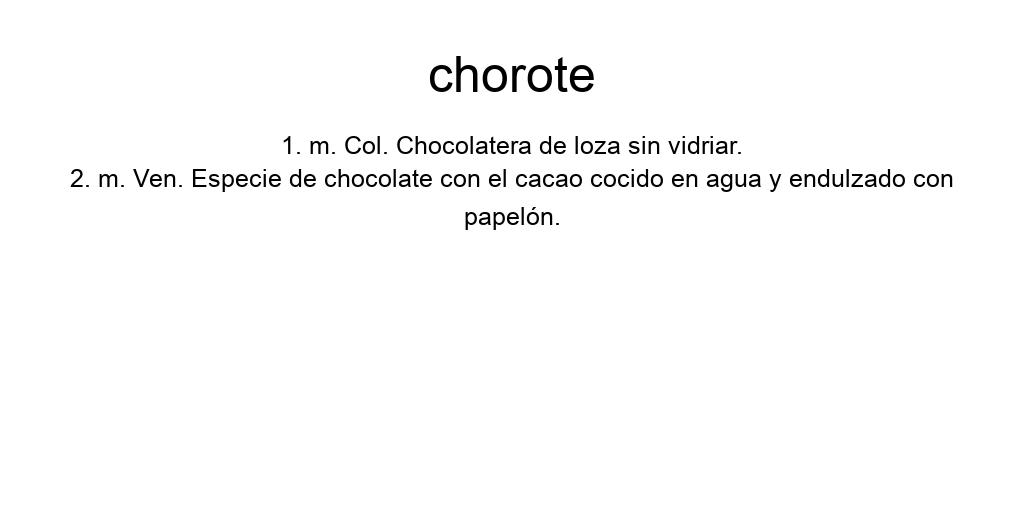 chorote
1. m. Col. Chocolatera de loza sin vidriar.
2. m. Ven. Especie de chocolate con el cacao cocido en agua y endulzado con
papelón.